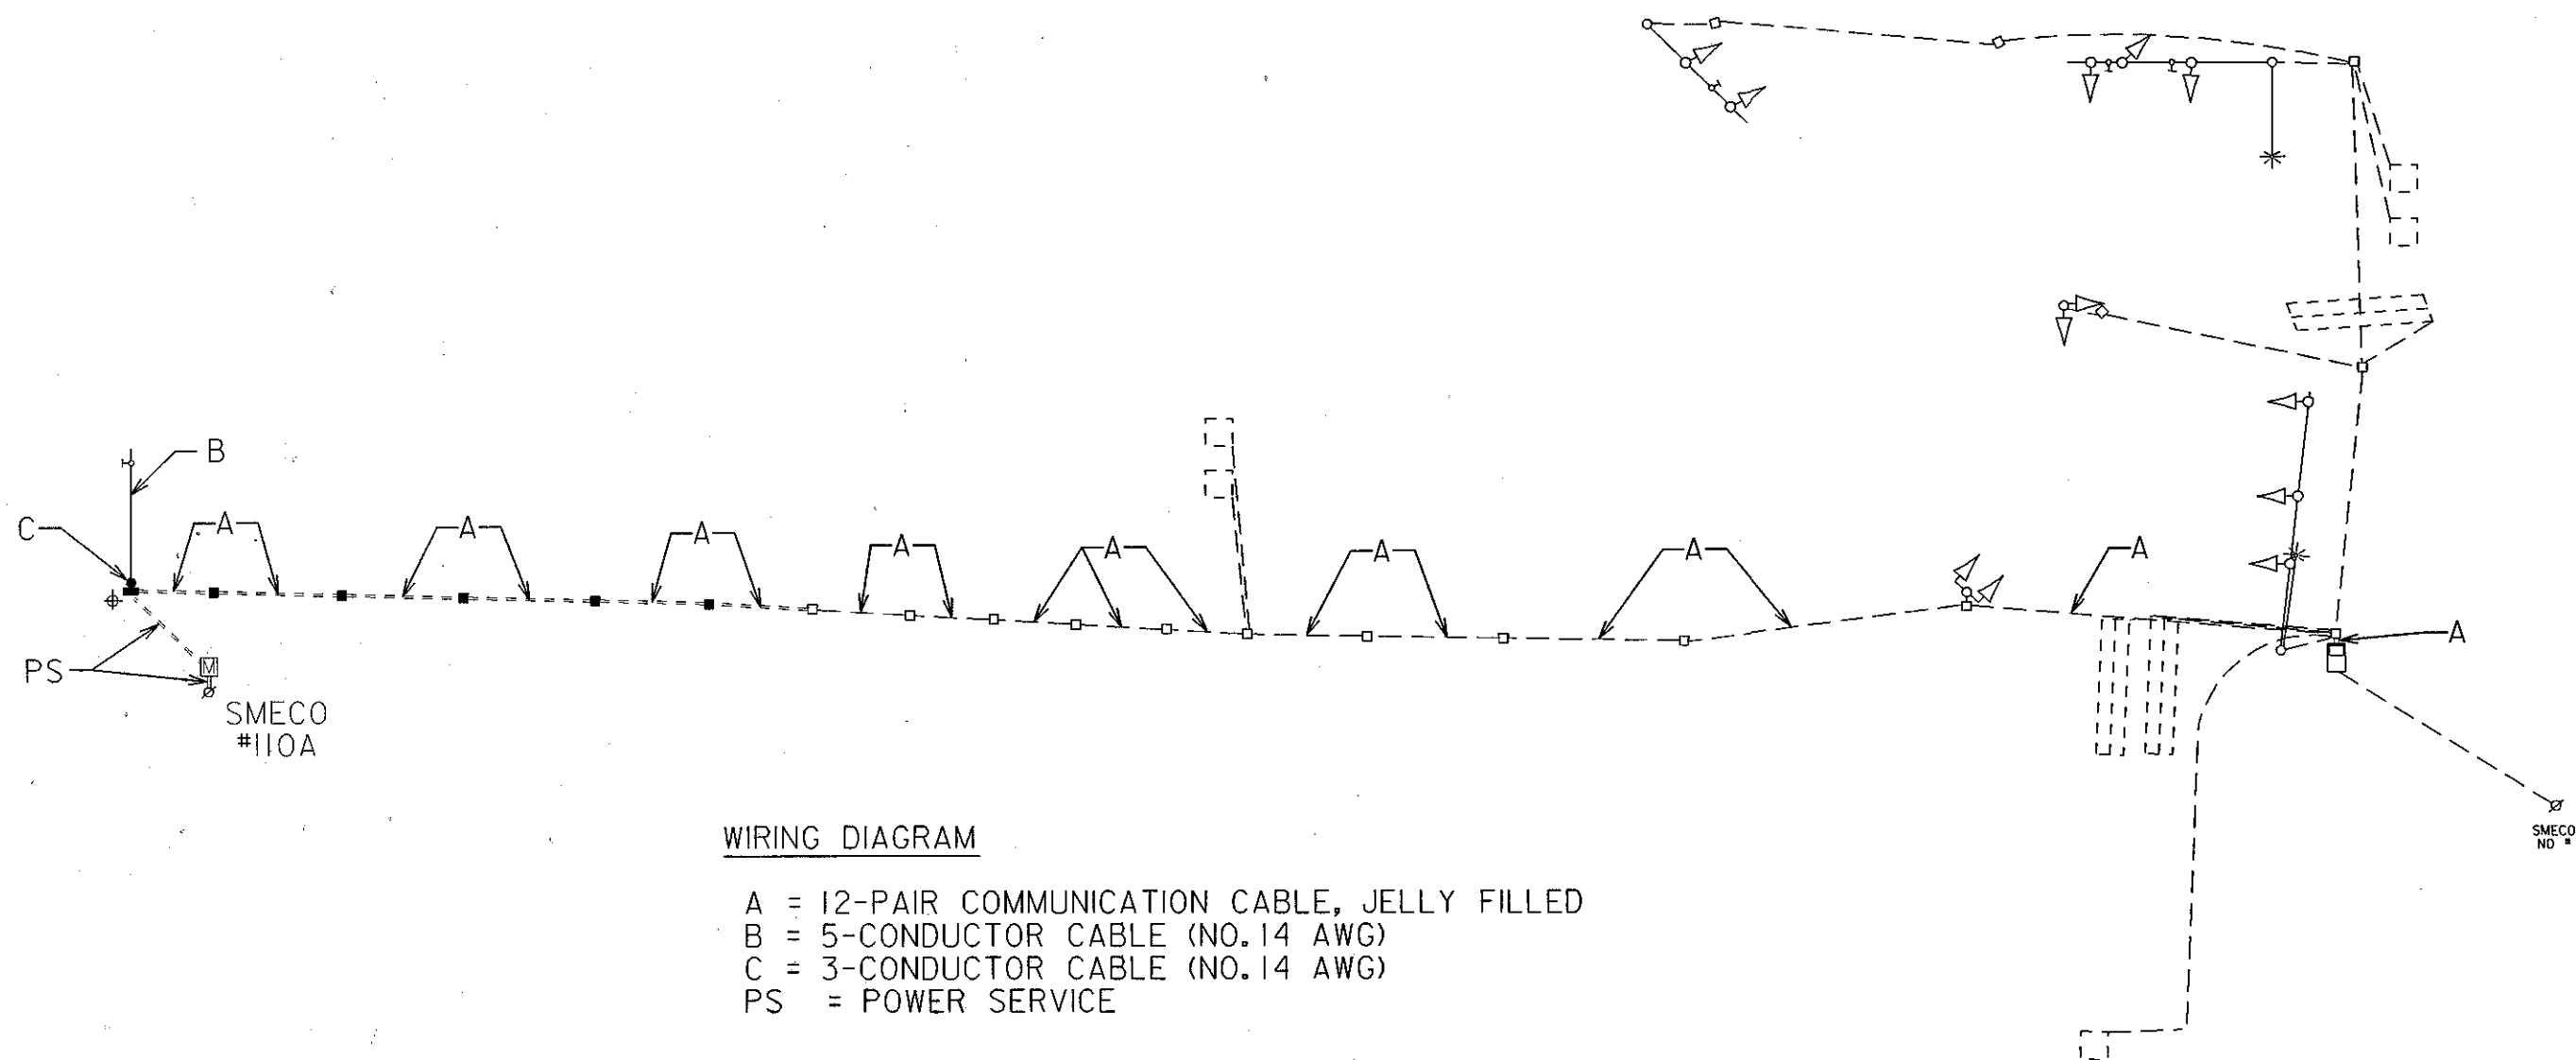 B
C
A
A
A
A
A
A
A
A
A
PS
M
SMECO
#110A
SMECO
NO #
WIRING DIAGRAM
A = 12-PAIR COMMUNICATION CABLE, JELLY FILLED
B = 5-CONDUCTOR CABLE (NO. 14 AWG)
C = 3-CONDUCTOR CABLE (NO. 14 AWG)
PS = POWER SERVICE